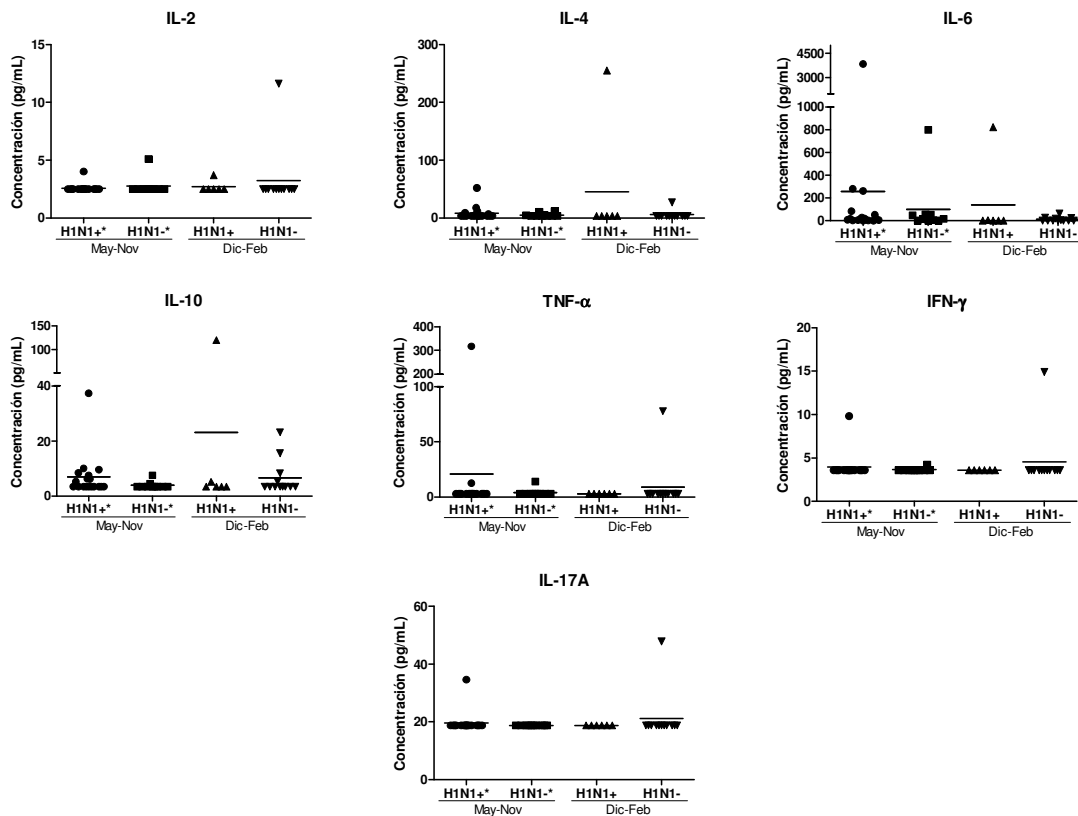 IL-2
Concentración (pg/mL)
15
10
5
0
H1N1+* H1N1-* H1N1+ H1N1-
May-Nov Dic-Feb
IL-4
Concentración (pg/mL)
300
200
100
0
H1N1+* H1N1-* H1N1+ H1N1-
May-Nov Dic-Feb
IL-6
Concentración (pg/mL)
4500
3000
1000
800
600
400
200
0
H1N1+* H1N1-* H1N1+ H1N1-
May-Nov Dic-Feb
IL-10
Concentración (pg/mL)
150
100
40
20
0
H1N1+* H1N1-* H1N1+ H1N1-
May-Nov Dic-Feb
TNF-α
Concentración (pg/mL)
400
300
200
100
50
0
H1N1+* H1N1-* H1N1+ H1N1-
May-Nov Dic-Feb
IFN-γ
Concentración (pg/mL)
20
15
10
5
0
H1N1+* H1N1-* H1N1+ H1N1-
May-Nov Dic-Feb
IL-17A
Concentración (pg/mL)
60
40
20
0
H1N1+* H1N1-* H1N1+ H1N1-
May-Nov Dic-Feb